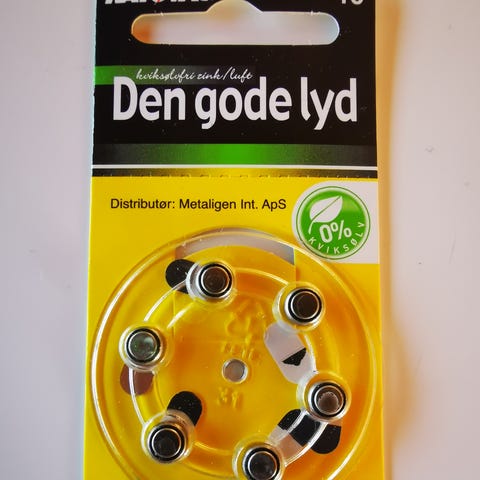 kviksølvfri zink/luft
Den gode lyd
Distributør: Metaligen Int. ApS
0%
KVIKSØLV